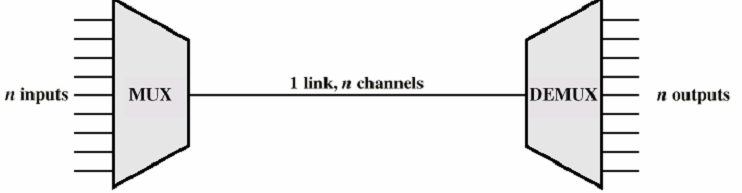 n inputs
MUX
1 link, n channels
DEMUX
n outputs